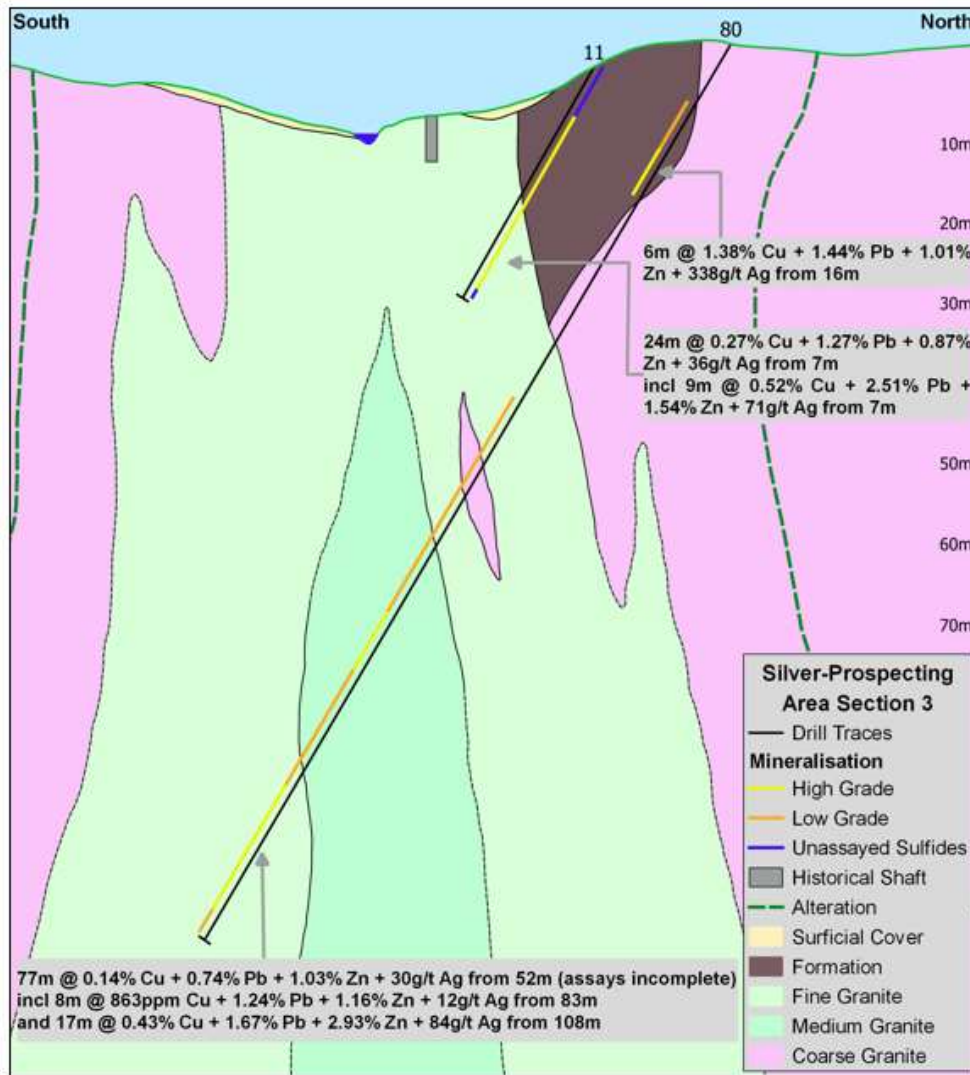 South
North
80
11
10m
20m
6m @ 1.38% Cu + 1.44% Pb + 1.01%
Zn + 338g/t Ag from 16m
30m
24m @ 0.27% Cu + 1.27% Pb + 0.87%
Zn + 36g/t Ag from 7m
incl 9m @ 0.52% Cu + 2.51% Pb +
1.54% Zn + 71g/t Ag from 7m
50m
60m
70m
Silver-Prospecting
Area Section 3
Drill Traces
Mineralisation
High Grade
Low Grade
Unassayed Sulfides
Historical Shaft
Alteration
Surficial Cover
Formation
Fine Granite
Medium Granite
Coarse Granite
77m @ 0.14% Cu + 0.74% Pb + 1.03% Zn + 30g/t Ag from 52m (assays incomplete)
incl 8m @ 863ppm Cu + 1.24% Pb + 1.16% Zn + 12g/t Ag from 83m
and 17m @ 0.43% Cu + 1.67% Pb + 2.93% Zn + 84g/t Ag from 108m